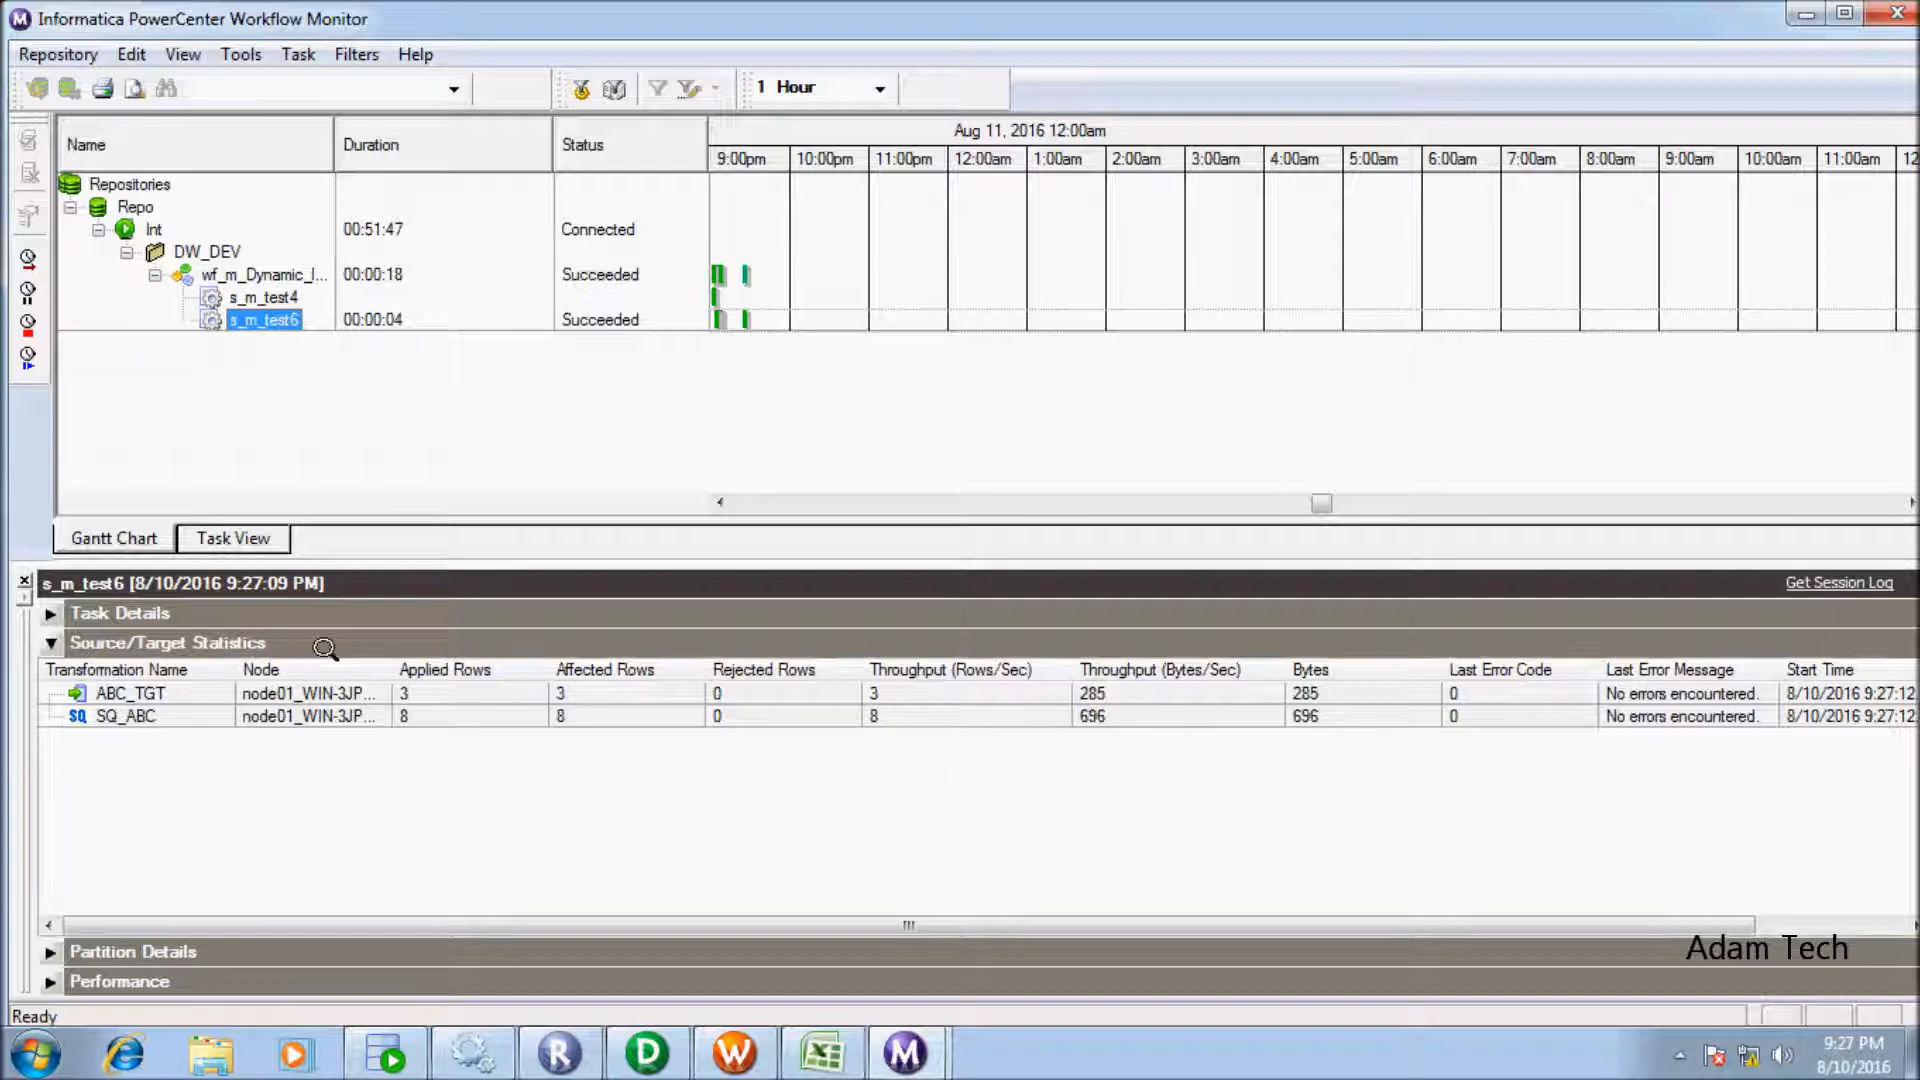 Informatica PowerCenter Workflow Monitor
Repository Edit View Tools Task Filters Help
1 Hour
Name Duration Status
Aug 11, 2016 12:00am
9:00pm 10:00pm 11:00pm 12:00am 1:00am 2:00am 3:00am 4:00am 5:00am 6:00am 7:00am 8:00am 9:00am 10:00am 11:00am 12
Repositories
Repo
Int 00:51:47 Connected
DW_DEV
wf_m_Dynamic_l... 00:00:18 Succeeded
s_m_test4
s_m_test6 00:00:04 Succeeded
Gantt Chart Task View
s_m_test6 [8/10/2016 9:27:09 PM] Get Session Log
Task Details
Source/Target Statistics
Transformation Name Node Applied Rows Affected Rows Rejected Rows Throughput (Rows/Sec) Throughput (Bytes/Sec) Bytes Last Error Code Last Error Message Start Time
ABC_TGT node01_WIN-3JP... 3 3 0 3 285 285 0 No errors encountered. 8/10/2016 9:27:12
SQ SQ_ABC node01_WIN-3JP... 8 8 0 8 696 696 0 No errors encountered. 8/10/2016 9:27:12
Partition Details
Adam Tech
Performance
Ready
R D W M
9:27 PM
8/10/2016